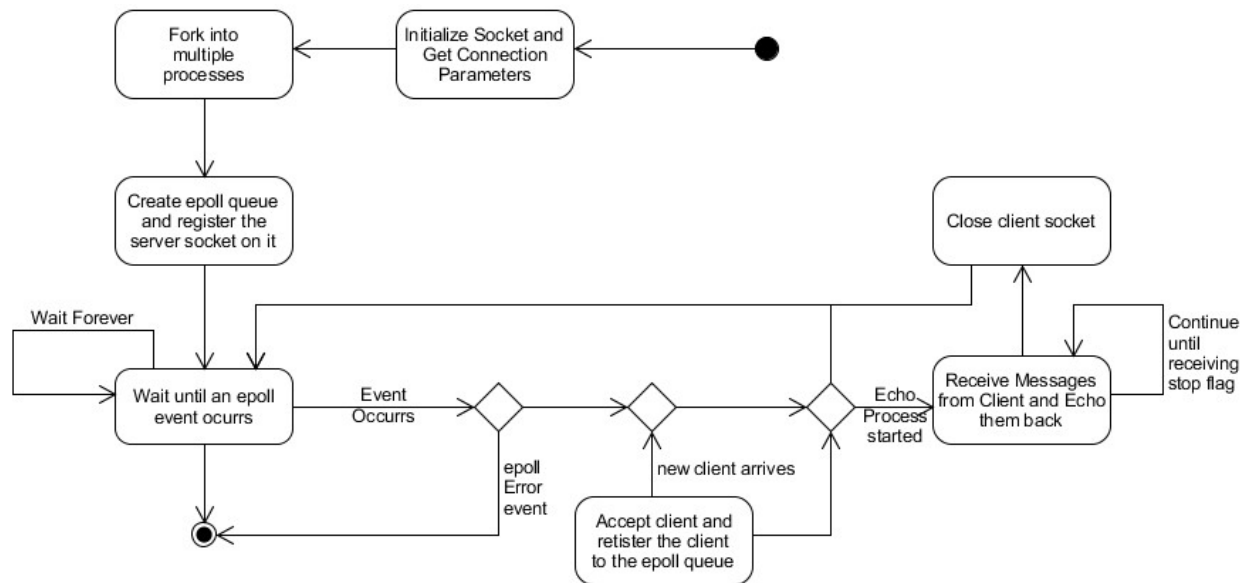 Fork into
multiple
processes
Initialize Socket and
Get Connection
Parameters
Create epoll queue
and register the
server socket on it
Close client socket
Wait Forever
Continue
until
receiving
stop flag
Wait until an epoll
event ocurrs
Event
Occurrs
Echo
Process
started
Receive Messages
from Client and Echo
them back
epoll
Error
event
new client arrives
Accept client and
retister the client
to the epoll queue